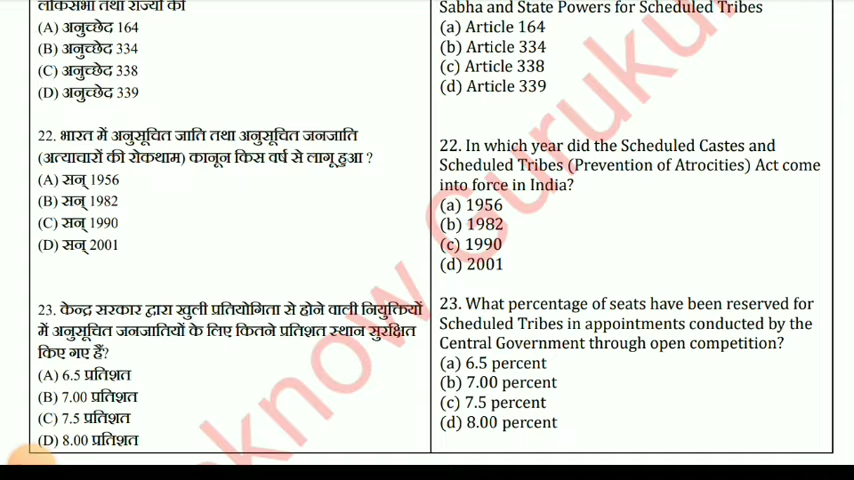 लोकसभा तथा राज्यों की
(A) अनुच्छेद 164
(B) अनुच्छेद 334
(C) अनुच्छेद 338
(D) अनुच्छेद 339
22. भारत में अनुसूचित जाति तथा अनुसूचित जनजाति
(अत्याचारों की रोकथाम) कानून किस वर्ष से लागू हुआ ?
(A) सन् 1956
(B) सन् 1982
(C) सन् 1990
(D) सन् 2001
23. केन्द्र सरकार द्वारा खुली प्रतियोगिता से होने वाली नियुक्तियों
में अनुसूचित जनजातियों के लिए कितने प्रतिशत स्थान सुरक्षित
किए गए हैं?
(A) 6.5 प्रतिशत
(B) 7.00 प्रतिशत
(C) 7.5 प्रतिशत
(D) 8.00 प्रतिशत
Sabha and State Powers for Scheduled Tribes
(a) Article 164
(b) Article 334
(c) Article 338
(d) Article 339
22. In which year did the Scheduled Castes and
Scheduled Tribes (Prevention of Atrocities) Act come
into force in India?
(a) 1956
(b) 1982
(c) 1990
(d) 2001
23. What percentage of seats have been reserved for
Scheduled Tribes in appointments conducted by the
Central Government through open competition?
(a) 6.5 percent
(b) 7.00 percent
(c) 7.5 percent
(d) 8.00 percent
eknow Guruku